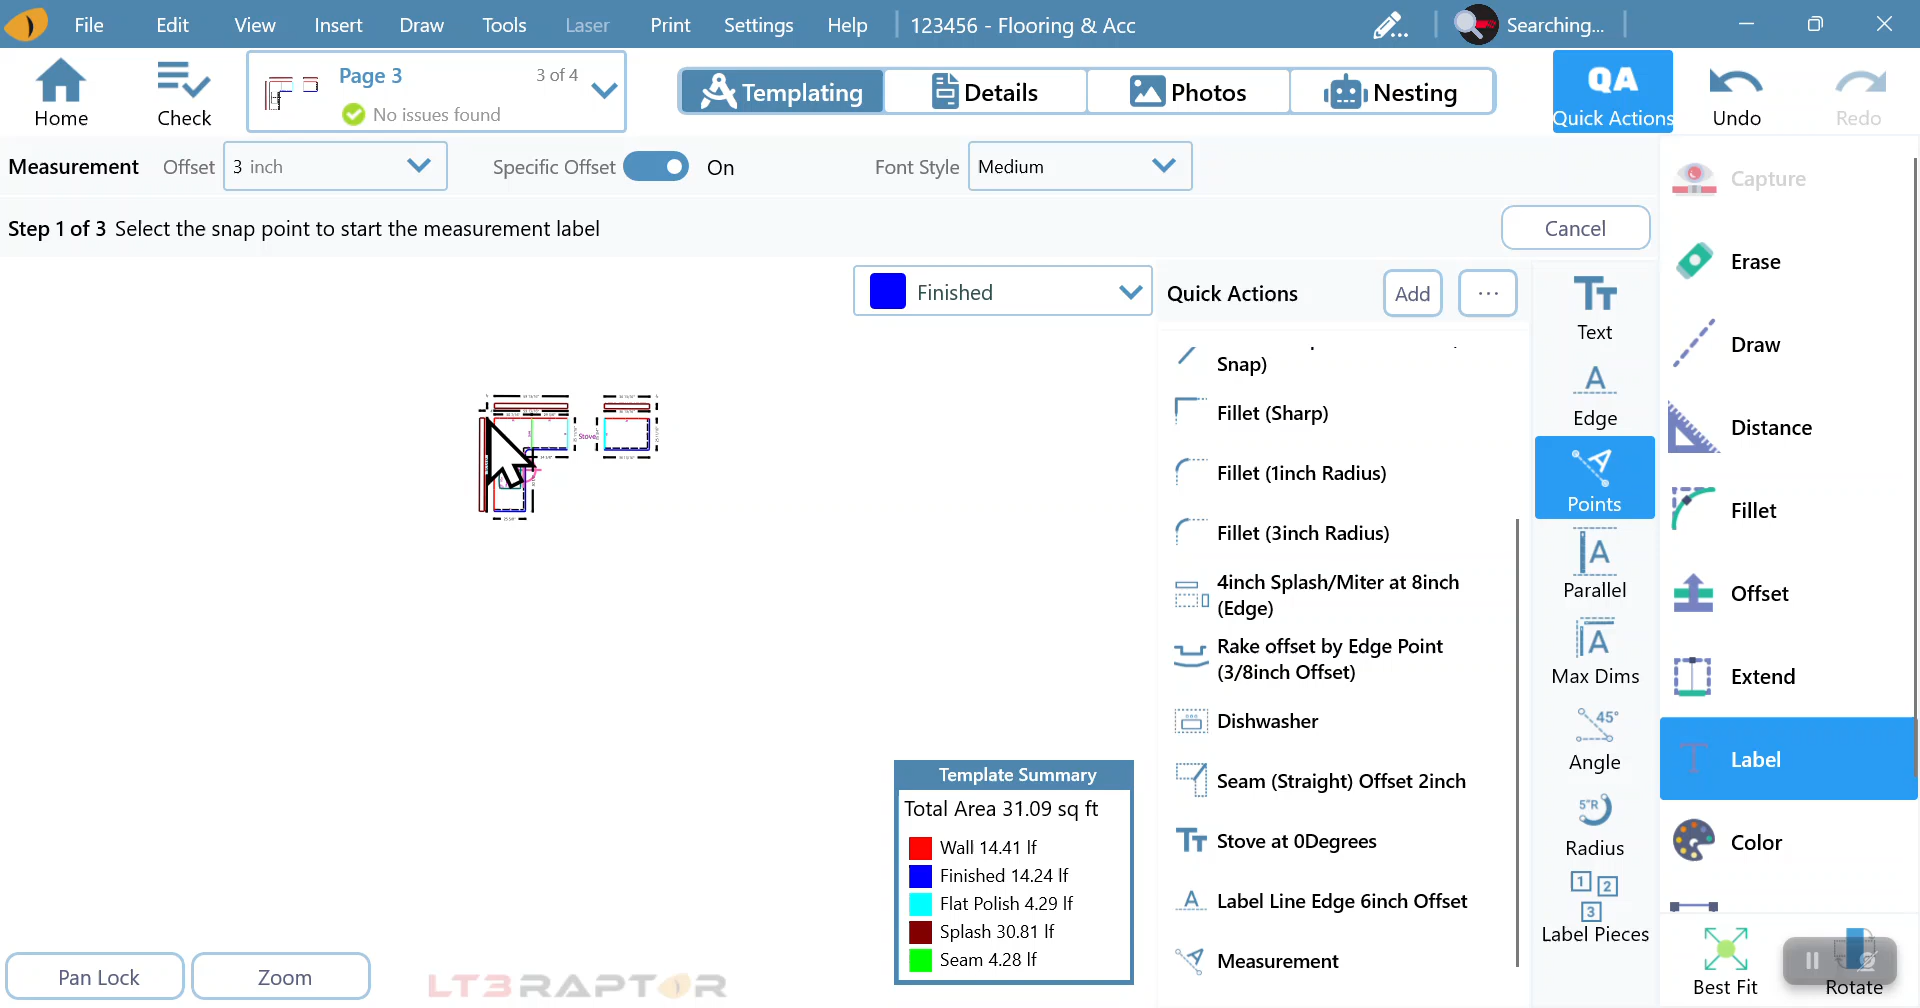 File Edit View Insert Draw Tools Laser Print Settings Help 123456 - Flooring & Acc Searching...
Home
Check
Page 3 3 of 4
No issues found
Templating Details Photos Nesting
QA
Quick Actions
Undo
Redo
Measurement Offset 3 inch Specific Offset On Font Style Medium
Step 1 of 3 Select the snap point to start the measurement label
Cancel
Finished
Stove
Template Summary
Total Area 31.09 sq ft
Wall 14.41 lf
Finished 14.24 lf
Flat Polish 4.29 lf
Splash 30.81 lf
Seam 4.28 lf
Pan Lock
Zoom
LT3RAPTOR
Quick Actions
Add
...
Snap)
Fillet (Sharp)
Fillet (1inch Radius)
Fillet (3inch Radius)
4inch Splash/Miter at 8inch
(Edge)
Rake offset by Edge Point
(3/8inch Offset)
Dishwasher
Seam (Straight) Offset 2inch
Stove at 0Degrees
Label Line Edge 6inch Offset
Measurement
Text
Edge
Points
Parallel
Max Dims
45°
Angle
5"R
Radius
1 2
3
Label Pieces
Capture
Erase
Draw
Distance
Fillet
Offset
Extend
Label
Color
Best Fit
Rotate